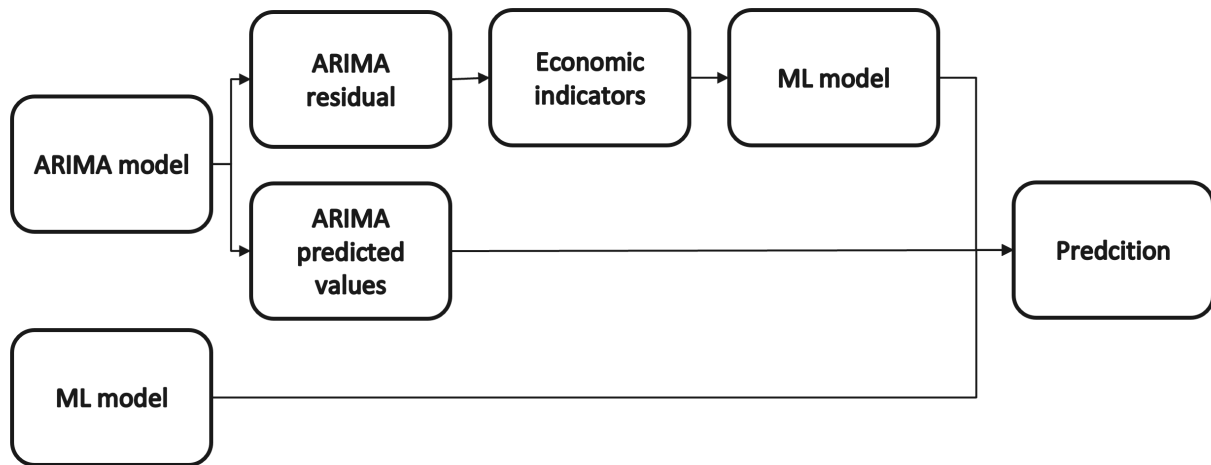 ARIMA
residual
Economic
indicators
ML model
ARIMA model
ARIMA
predicted
values
Predcition
ML model